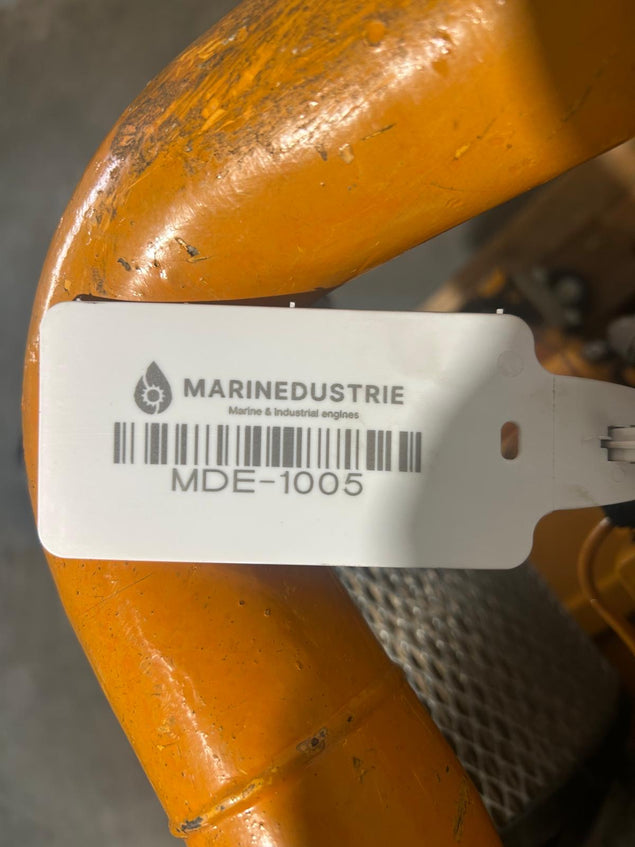 MARINEDUSTRIE
Marine & industrial engines
MDE-1005